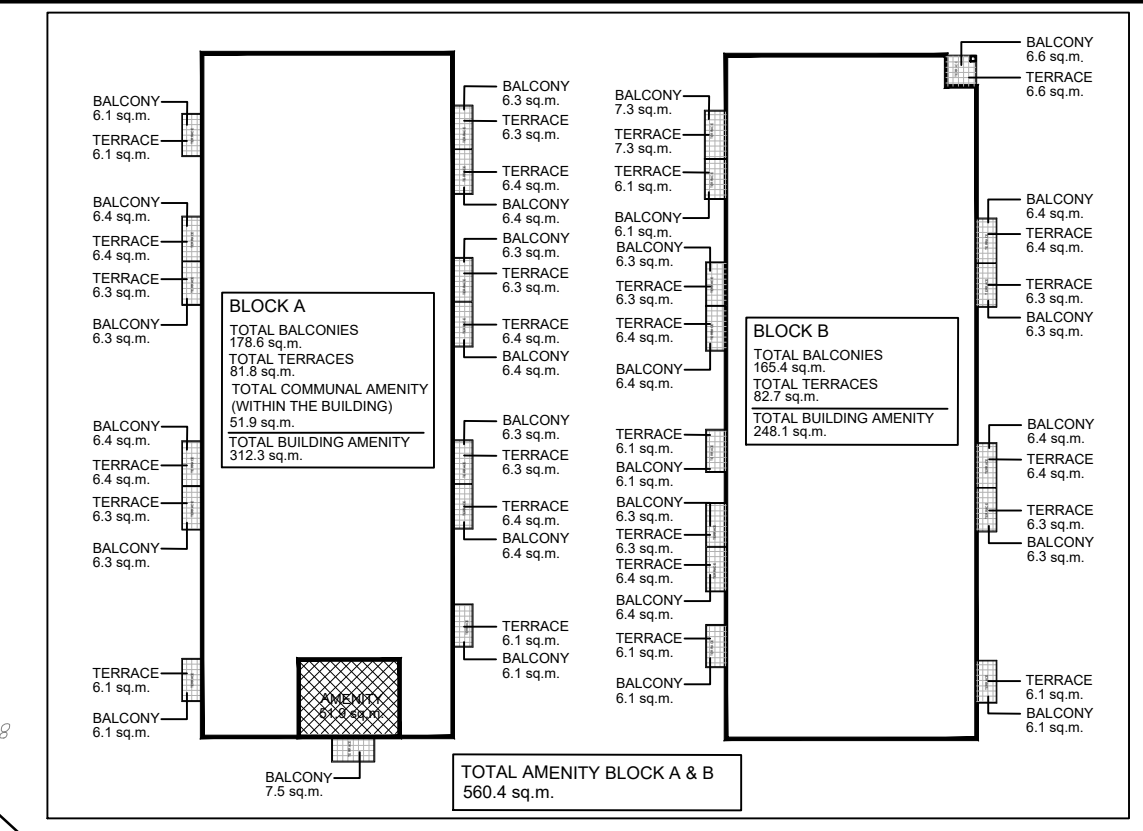 BALCONY
6.1 sq.m.
TERRACE
6.1 sq.m.
BALCONY
6.4 sq.m.
TERRACE
6.4 sq.m.
TERRACE
6.3 sq.m.
BALCONY
6.3 sq.m.
BALCONY
6.4 sq.m.
TERRACE
6.4 sq.m.
TERRACE
6.3 sq.m.
BALCONY
6.3 sq.m.
TERRACE
6.1 sq.m.
BALCONY
6.1 sq.m.
BLOCK A
TOTAL BALCONIES
178.6 sq.m.
TOTAL TERRACES
81.8 sq.m.
TOTAL COMMUNAL AMENITY
(WITHIN THE BUILDING)
51.9 sq.m.
TOTAL BUILDING AMENITY
312.3 sq.m.
AMENITY
51.9 sq.m.
BALCONY
7.5 sq.m.
BALCONY
6.3 sq.m.
TERRACE
6.3 sq.m.
TERRACE
6.4 sq.m.
BALCONY
6.4 sq.m.
BALCONY
6.3 sq.m.
TERRACE
6.3 sq.m.
TERRACE
6.4 sq.m.
BALCONY
6.4 sq.m.
BALCONY
6.3 sq.m.
TERRACE
6.3 sq.m.
TERRACE
6.4 sq.m.
BALCONY
6.4 sq.m.
TERRACE
6.1 sq.m.
BALCONY
6.1 sq.m.
BALCONY
7.3 sq.m.
TERRACE
7.3 sq.m.
TERRACE
6.1 sq.m.
BALCONY
6.1 sq.m.
BALCONY
6.3 sq.m.
TERRACE
6.3 sq.m.
TERRACE
6.4 sq.m.
BALCONY
6.4 sq.m.
TERRACE
6.1 sq.m.
BALCONY
6.1 sq.m.
BALCONY
6.3 sq.m.
TERRACE
6.3 sq.m.
TERRACE
6.4 sq.m.
BALCONY
6.4 sq.m.
TERRACE
6.1 sq.m.
BALCONY
6.1 sq.m.
BLOCK B
TOTAL BALCONIES
165.4 sq.m.
TOTAL TERRACES
82.7 sq.m.
TOTAL BUILDING AMENITY
248.1 sq.m.
BALCONY
6.6 sq.m.
TERRACE
6.6 sq.m.
BALCONY
6.4 sq.m.
TERRACE
6.4 sq.m.
TERRACE
6.3 sq.m.
BALCONY
6.3 sq.m.
BALCONY
6.4 sq.m.
TERRACE
6.4 sq.m.
TERRACE
6.3 sq.m.
BALCONY
6.3 sq.m.
TERRACE
6.1 sq.m.
BALCONY
6.1 sq.m.
TOTAL AMENITY BLOCK A & B
560.4 sq.m.
8